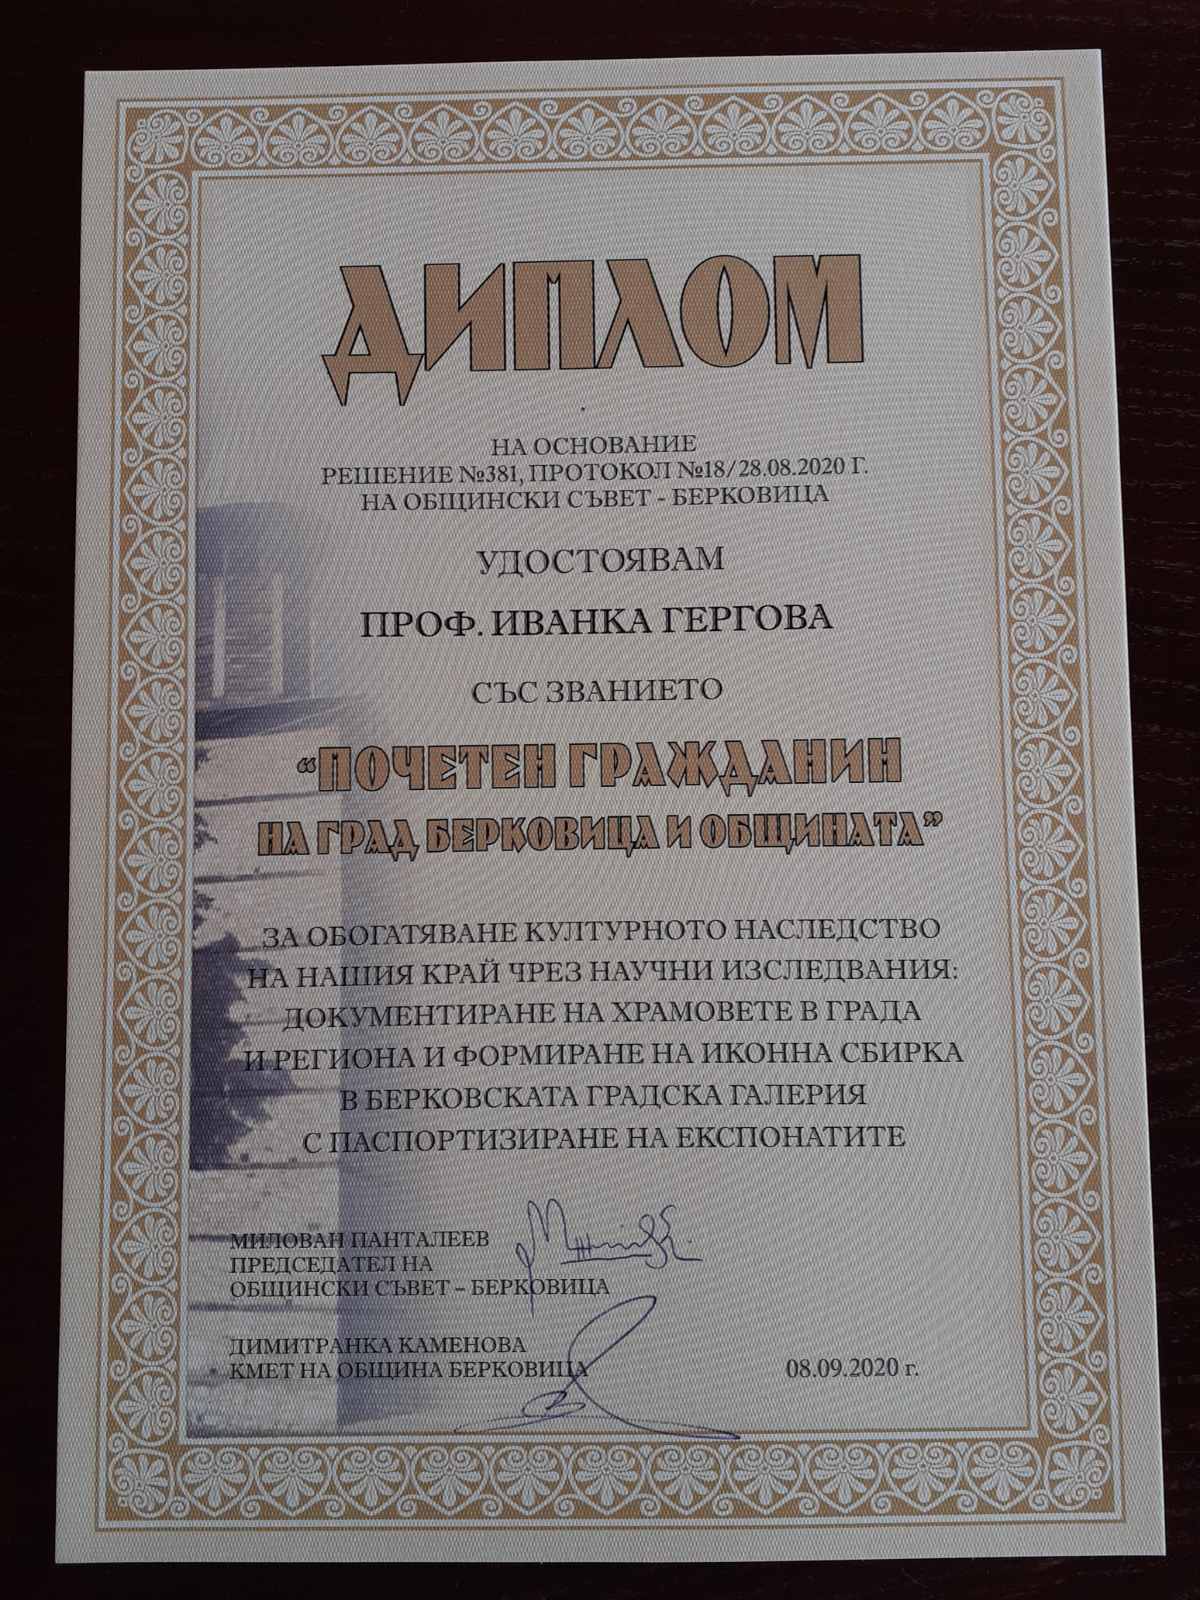 ДИПЛОМ
НА ОСНОВАНИЕ
РЕШЕНИЕ №381, ПРОТОКОЛ №18/28.08.2020 Г.
НА ОБЩИНСКИ СЪВЕТ - БЕРКОВИЦА
УДОСТОЯВАМ
ПРОФ. ИВАНКА ГЕРГОВА
СЪС ЗВАНИЕТО
“ПОЧЕТЕН ГРАЖДАНИН
НА ГРАД БЕРКОВИЦА И ОБЩИНАТА”
ЗА ОБОГАТЯВАНЕ КУЛТУРНОТО НАСЛЕДСТВО
НА НАШИЯ КРАЙ ЧРЕЗ НАУЧНИ ИЗСЛЕДВАНИЯ:
ДОКУМЕНТИРАНЕ НА ХРАМОВЕТЕ В ГРАДА
И РЕГИОНА И ФОРМИРАНЕ НА ИКОННА СБИРКА
В БЕРКОВСКАТА ГРАДСКА ГАЛЕРИЯ
С ПАСПОРТИЗИРАНЕ НА ЕКСПОНАТИТЕ
МИЛОВАН ПАНТАЛЕЕВ
ПРЕДСЕДАТЕЛ НА
ОБЩИНСКИ СЪВЕТ – БЕРКОВИЦА
ДИМИТРАНКА КАМЕНОВА
КМЕТ НА ОБЩИНА БЕРКОВИЦА
08.09.2020 г.